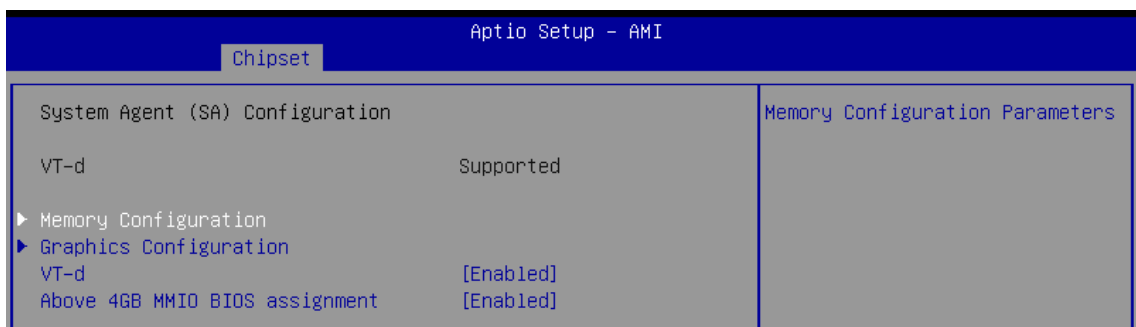 Aptio Setup – AMI
Chipset
System Agent (SA) Configuration
VT-d Supported
Memory Configuration
Graphics Configuration
VT-d [Enabled]
Above 4GB MMIO BIOS assignment [Enabled]
Memory Configuration Parameters